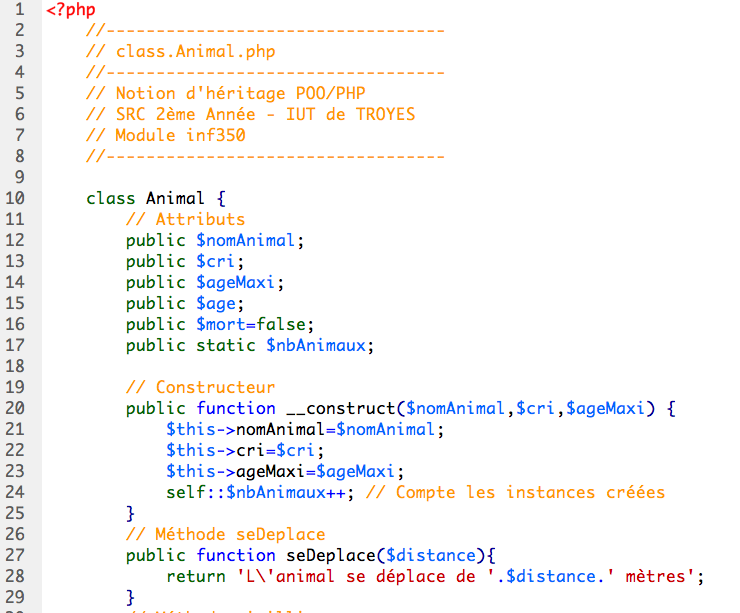 1 <?php
2 //----------------------------------
3 // class.Animal.php
4 //----------------------------------
5 // Notion d'héritage POO/PHP
6 // SRC 2ème Année - IUT de TROYES
7 // Module inf350
8 //----------------------------------
9
10 class Animal {
11 // Attributs
12 public $nomAnimal;
13 public $cri;
14 public $ageMaxi;
15 public $age;
16 public $mort=false;
17 public static $nbAnimaux;
18
19 // Constructeur
20 public function __construct($nomAnimal,$cri,$ageMaxi) {
21 $this->nomAnimal=$nomAnimal;
22 $this->cri=$cri;
23 $this->ageMaxi=$ageMaxi;
24 self::$nbAnimaux++; // Compte les instances créées
25 }
26 // Méthode seDeplace
27 public function seDeplace($distance){
28 return 'L\'animal se déplace de '.$distance.' mètres';
29 }